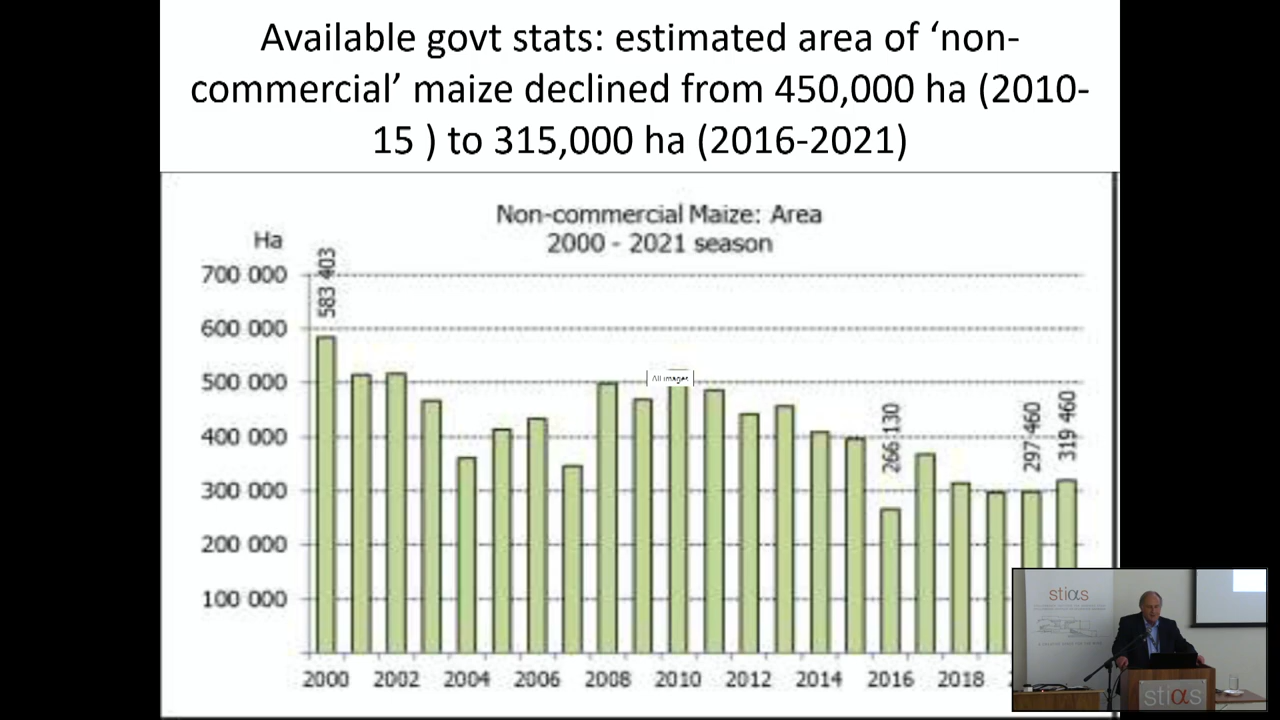 Available govt stats: estimated area of ‘non-
commercial’ maize declined from 450,000 ha (2010-
15 ) to 315,000 ha (2016-2021)
Non-commercial Maize: Area
2000 - 2021 season
Ha
700 000
600 000
500 000
400 000
300 000
200 000
100 000
583 403
All images
266 130
297 460
319 460
2000 2002 2004 2006 2008 2010 2012 2014 2016 2018
stias
stias